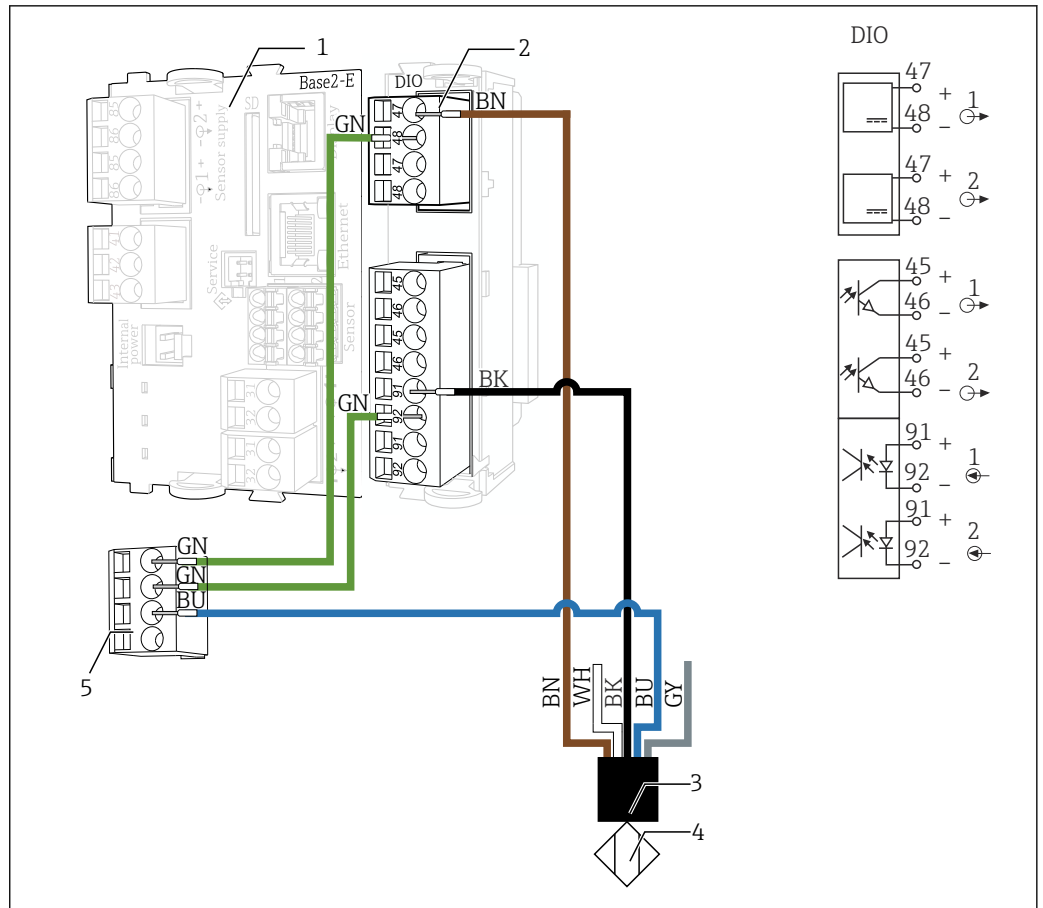 1
2
Base2-E
DIO
BN
GN
85
86
85
86
-⊖1 + -⊖2 +
Sensor supply
SD
Display
47
48
47
48
41
42
43
Service
Ethernet
Internal
power
Sensor
45
46
45
46
91
92
91
92
BK
GN
31
32
31
32
GN
GN
BU
5
BN
WH
BK
BU
GY
3
4
DIO
47
+
1
48
-
47
+
2
48
-
45
+
1
46
-
45
+
2
46
-
91
+
1
92
-
91
+
2
92
-